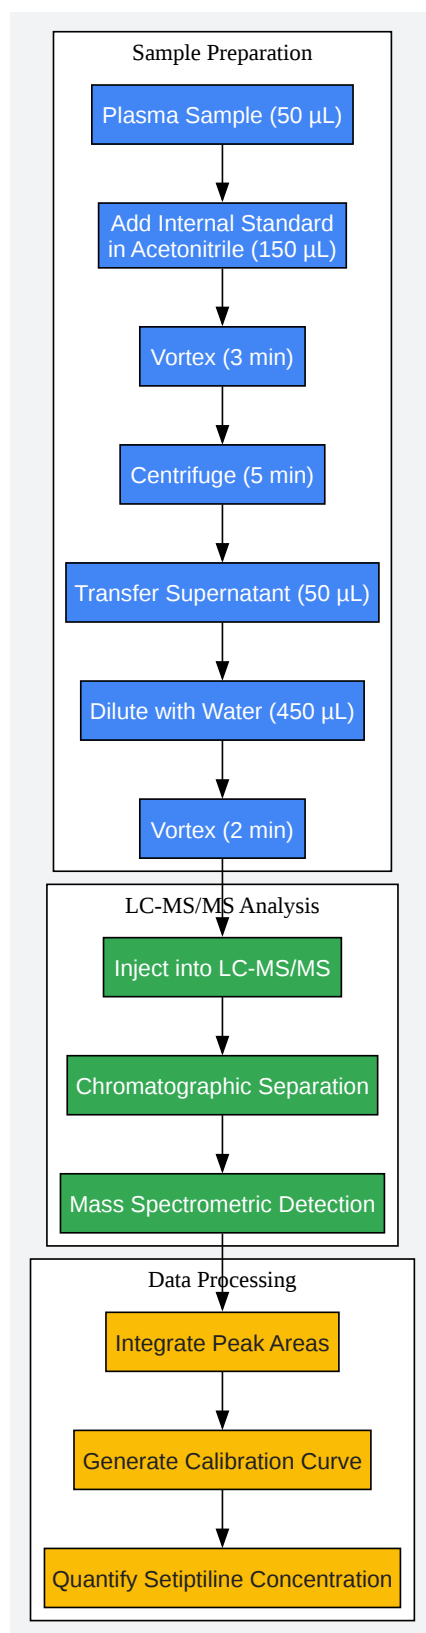 Sample Preparation
Plasma Sample (50 µL)
Add Internal Standard
in Acetonitrile (150 µL)
Vortex (3 min)
Centrifuge (5 min)
Transfer Supernatant (50 µL)
Dilute with Water (450 µL)
Vortex (2 min)
LC-MS/MS Analysis
Inject into LC-MS/MS
Chromatographic Separation
Mass Spectrometric Detection
Data Processing
Integrate Peak Areas
Generate Calibration Curve
Quantify Setiptiline Concentration